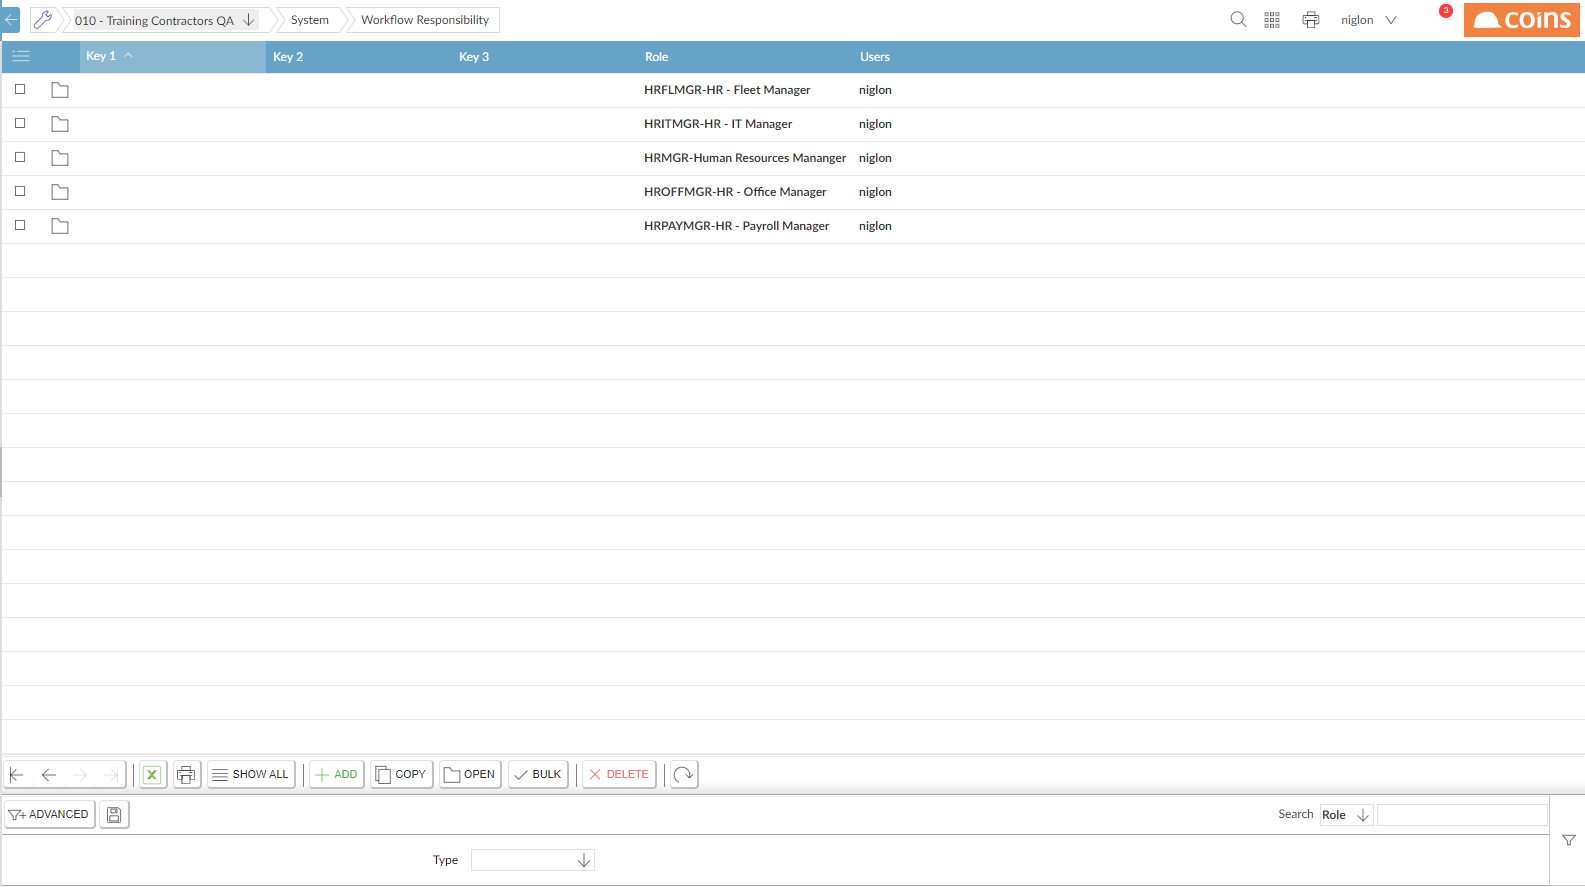 010 - Training Contractors QA System Workflow Responsibility niglon 3 coins
Key 1 Key 2 Key 3 Role Users
HRFLMGR-HR - Fleet Manager niglon
HRITMGR-HR - IT Manager niglon
HRMGR-Human Resources Mananger niglon
HROFFMGR-HR - Office Manager niglon
HRPAYMGR-HR - Payroll Manager niglon
SHOW ALL ADD COPY OPEN BULK DELETE
ADVANCED Search Role
Type